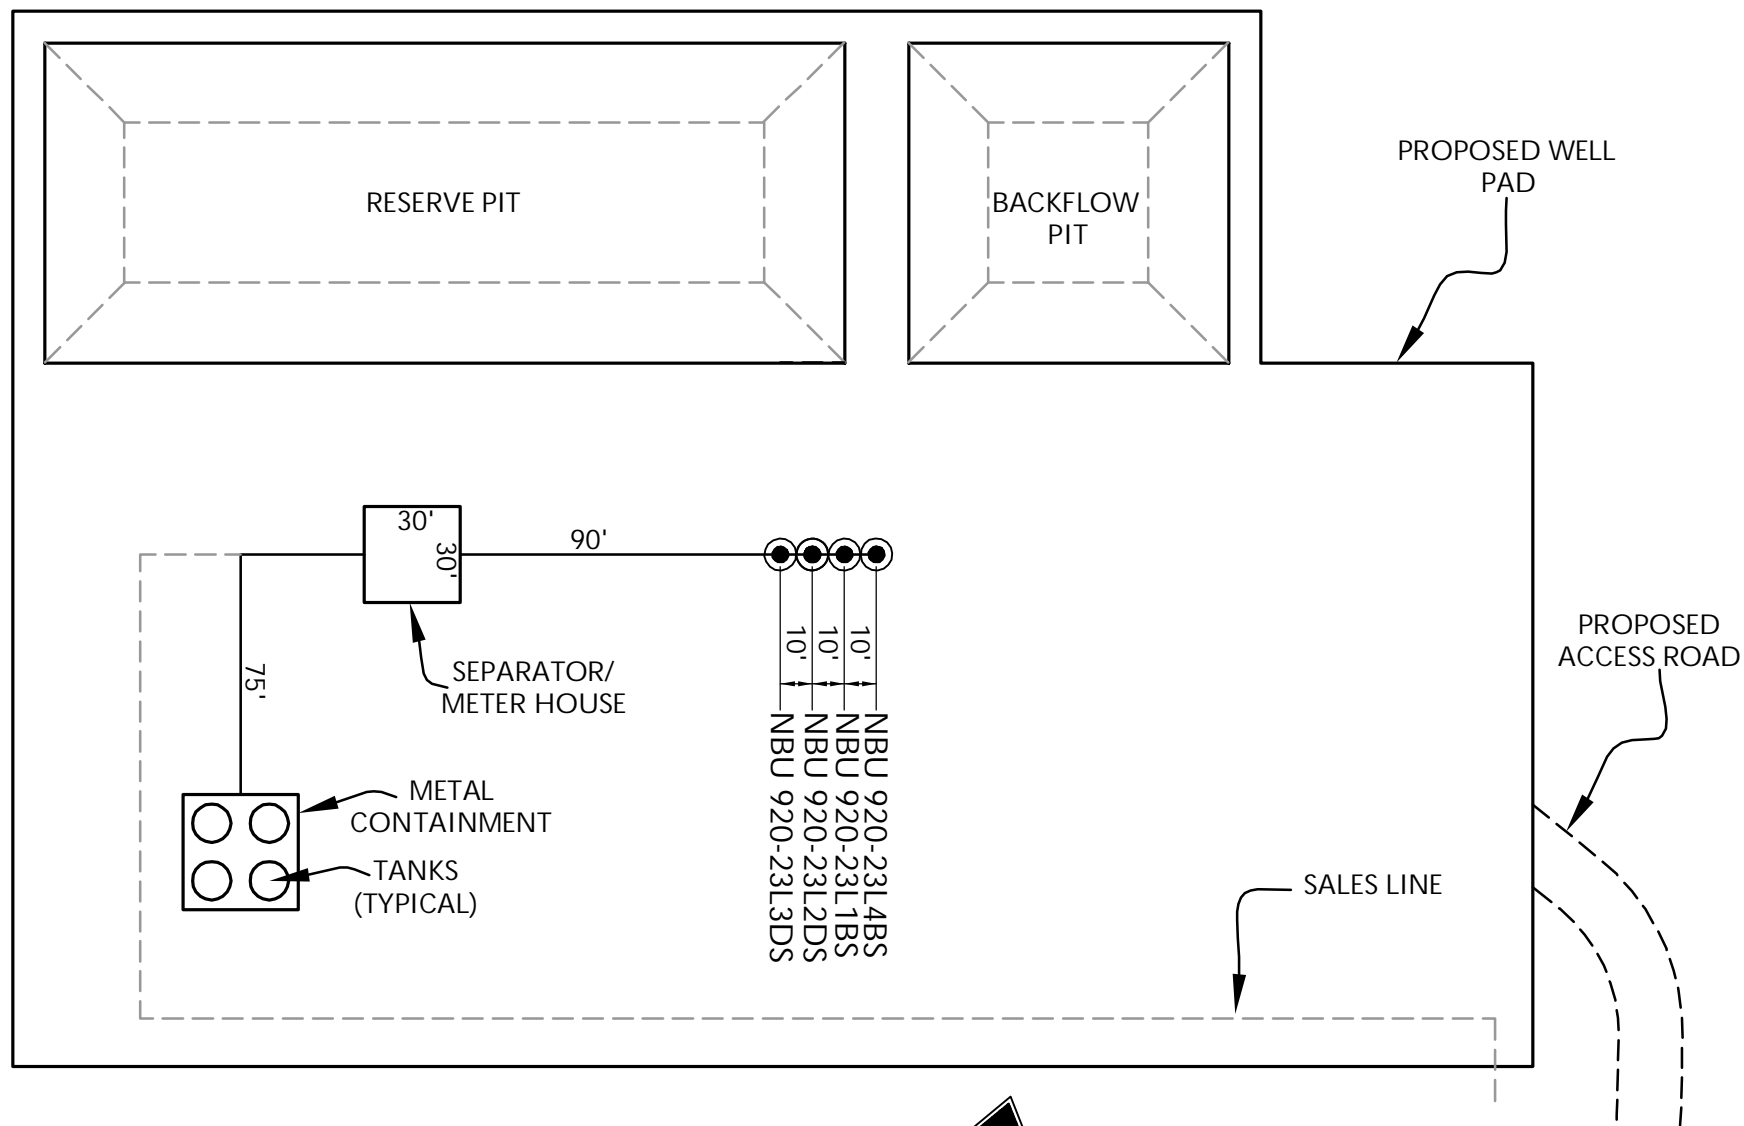 PROPOSED WELL
PAD
RESERVE PIT
BACKFLOW
PIT
30'
30'
90'
10'
10'
10'
PROPOSED
ACCESS ROAD
75'
SEPARATOR/
METER HOUSE
NBU 920-23L3DS
NBU 920-23L2DS
NBU 920-23L1BS
NBU 920-23L4BS
METAL
CONTAINMENT
TANKS
(TYPICAL)
SALES LINE